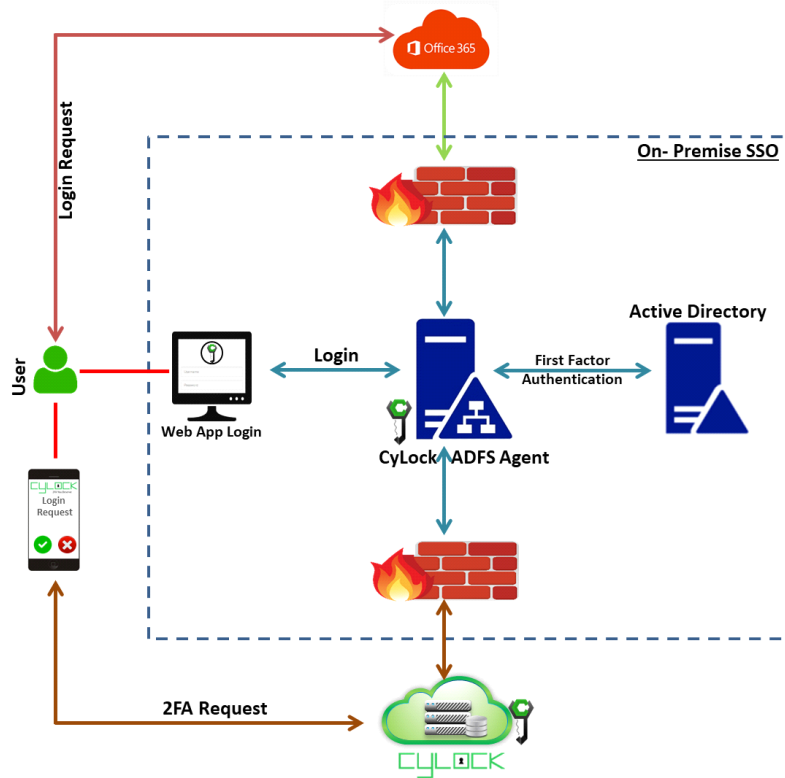 Office 365
On- Premise SSO
Login Request
Active Directory
User
Login
First Factor
Authentication
Web App Login
CyLock ADFS Agent
CYLOCK
Login
Request
2FA Request
CYLOCK